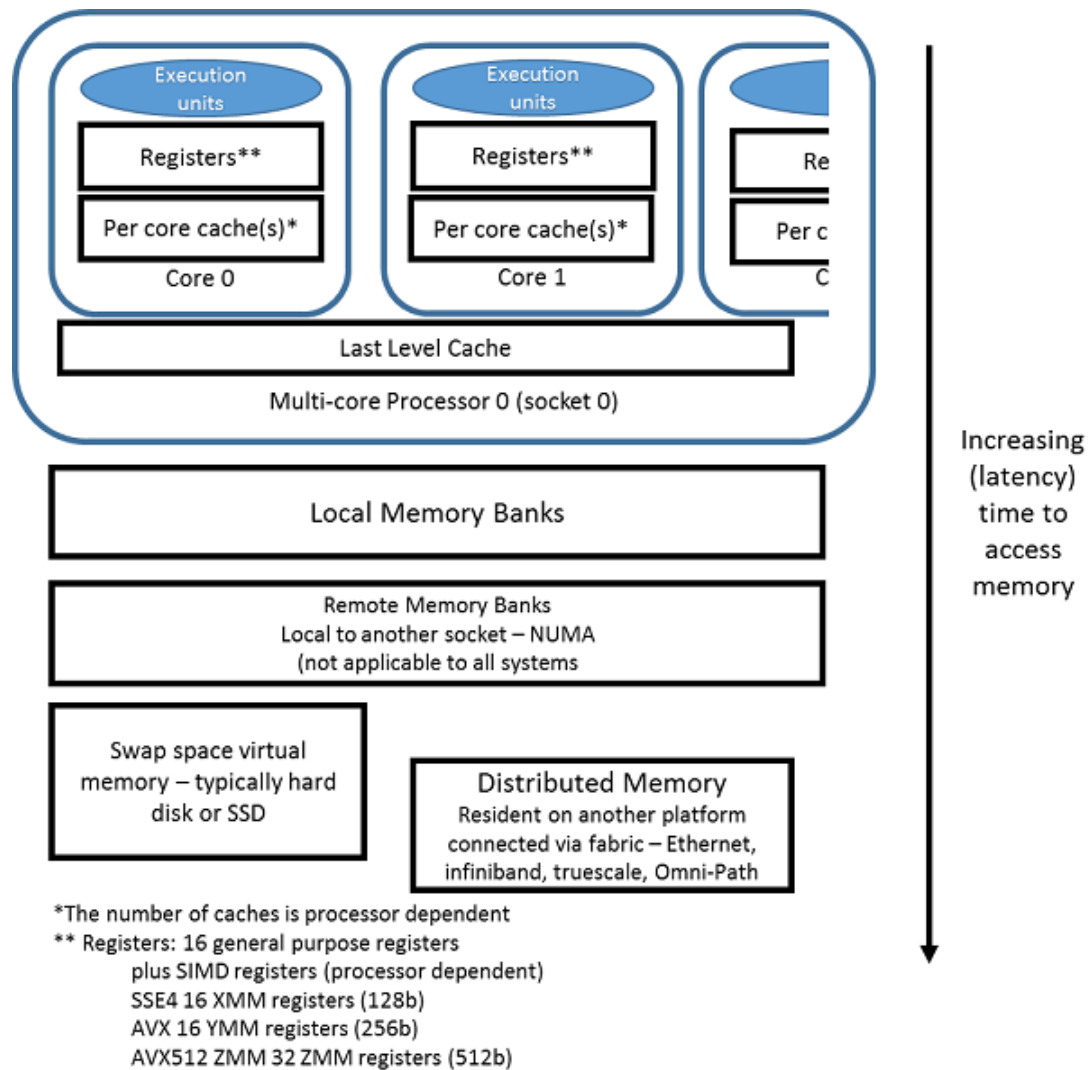 Execution
units
Registers**
Per core cache(s)*
Core 0
Execution
units
Registers**
Per core cache(s)*
Core 1
Re
Per c
C
Last Level Cache
Multi-core Processor 0 (socket 0)
Local Memory Banks
Remote Memory Banks
Local to another socket – NUMA
(not applicable to all systems
Swap space virtual
memory – typically hard
disk or SSD
Distributed Memory
Resident on another platform
connected via fabric – Ethernet,
infiniband, truescale, Omni-Path
Increasing
(latency)
time to
access
memory
*The number of caches is processor dependent
** Registers: 16 general purpose registers
plus SIMD registers (processor dependent)
SSE4 16 XMM registers (128b)
AVX 16 YMM registers (256b)
AVX512 ZMM 32 ZMM registers (512b)